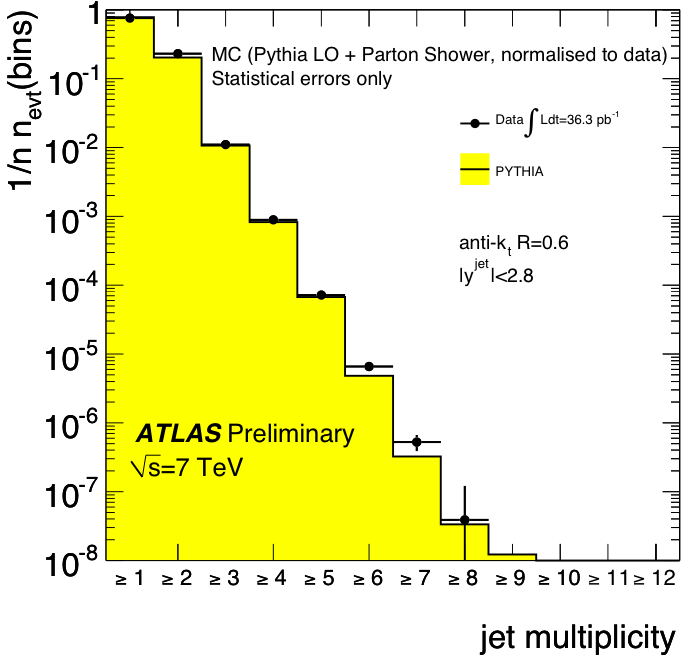 1/n n_evt(bins)
1
10^-1
10^-2
10^-3
10^-4
10^-5
10^-6
10^-7
10^-8
MC (Pythia LO + Parton Shower, normalised to data)
Statistical errors only
Data ∫ Ldt=36.3 pb^-1
PYTHIA
anti-k_t R=0.6
|y^jet|<2.8
ATLAS Preliminary
√s=7 TeV
≥ 1 ≥ 2 ≥ 3 ≥ 4 ≥ 5 ≥ 6 ≥ 7 ≥ 8 ≥ 9 ≥ 10 ≥ 11 ≥ 12
jet multiplicity